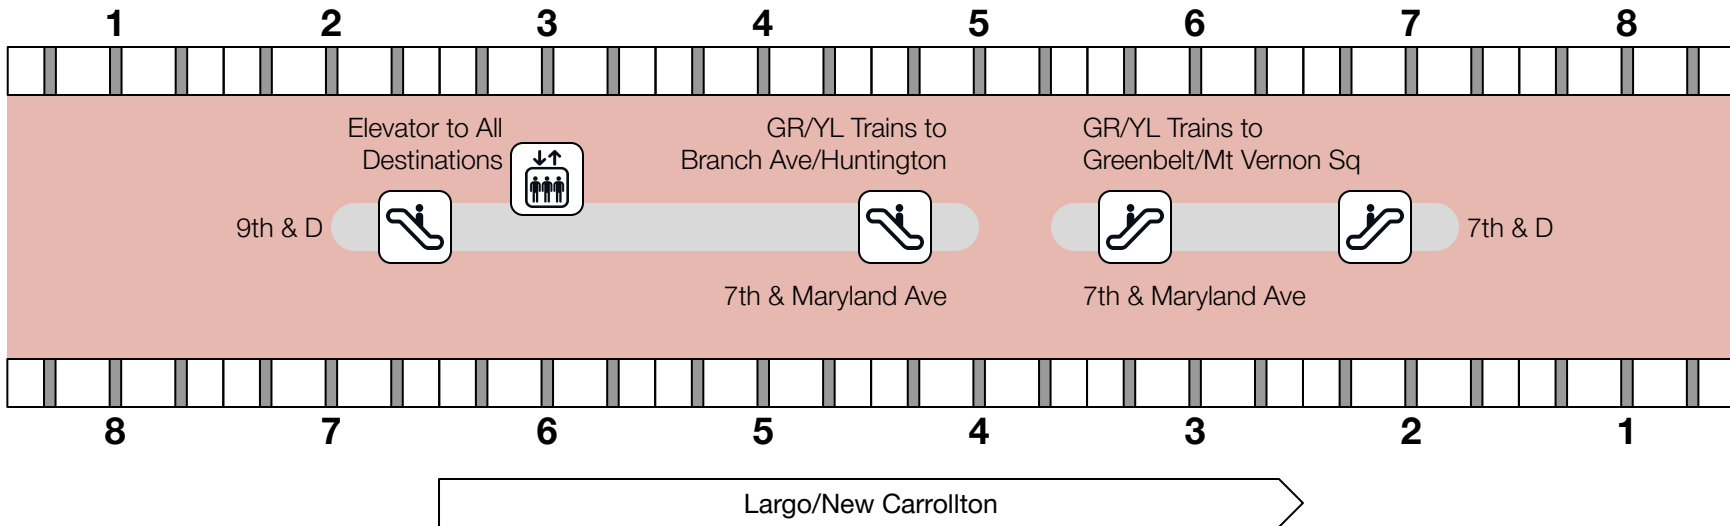 1 2 3 4 5 6 7 8
Elevator to All
Destinations
GR/YL Trains to
Branch Ave/Huntington
GR/YL Trains to
Greenbelt/Mt Vernon Sq
9th & D
7th & D
7th & Maryland Ave
7th & Maryland Ave
8 7 6 5 4 3 2 1
Largo/New Carrollton